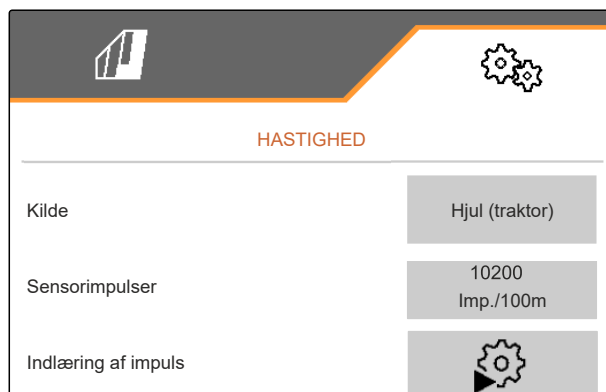 HASTIGHED
Kilde
Hjul (traktor)
Sensorimpulser
10200
Imp./100m
Indlæring af impuls